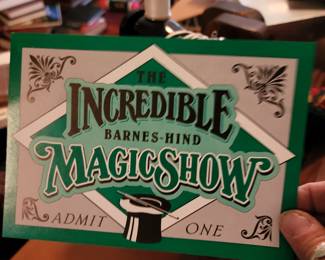 THE
INCREDIBLE
BARNES-HIND
MAGIC SHOW
ADMIT ONE